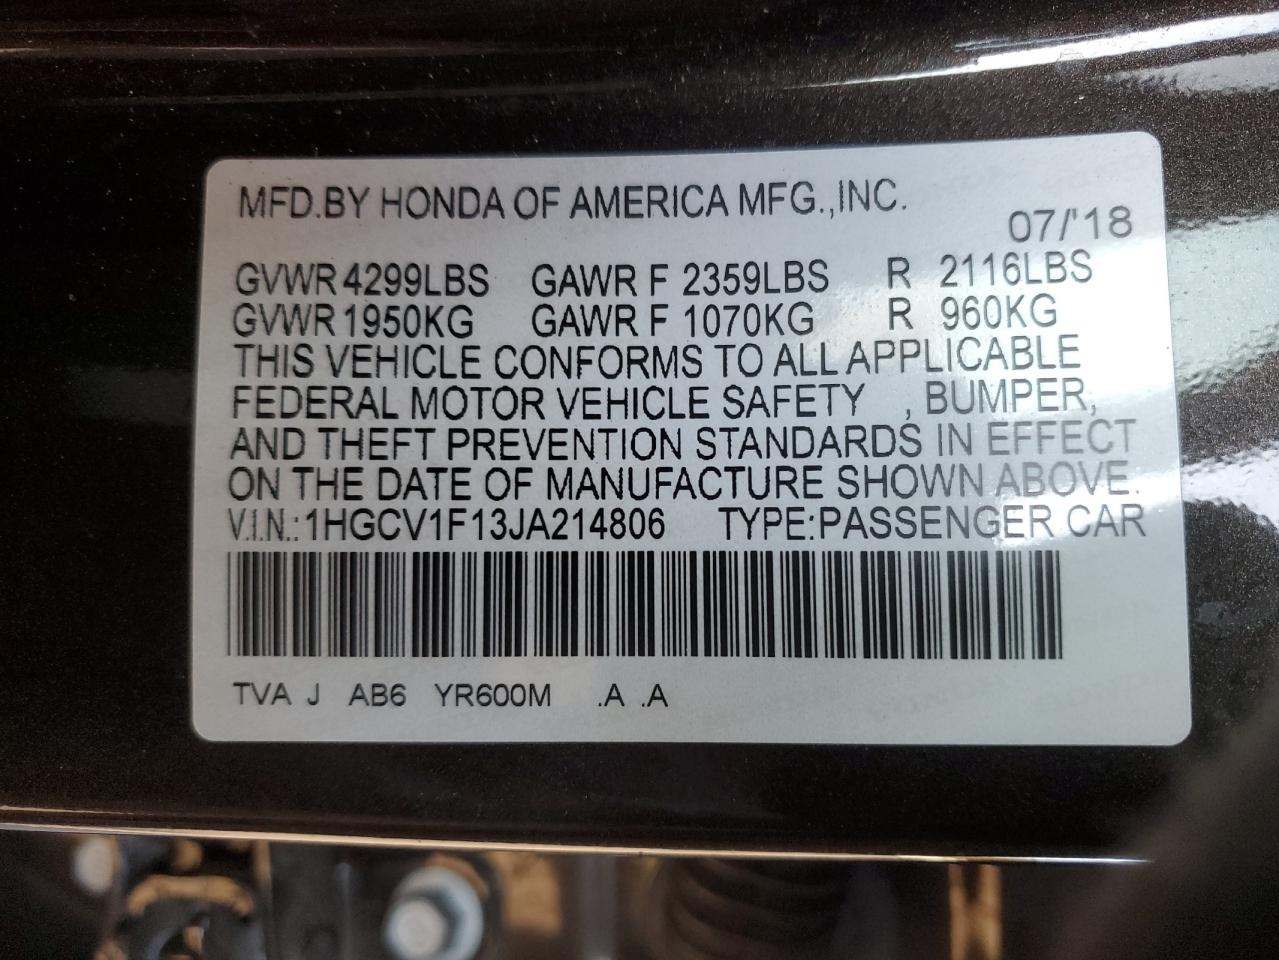 MFD.BY HONDA OF AMERICA MFG.,INC.
07/'18
GVWR 4299LBS GAWR F 2359LBS R 2116LBS
GVWR 1950KG GAWR F 1070KG R 960KG
THIS VEHICLE CONFORMS TO ALL APPLICABLE
FEDERAL MOTOR VEHICLE SAFETY , BUMPER,
AND THEFT PREVENTION STANDARDS IN EFFECT
ON THE DATE OF MANUFACTURE SHOWN ABOVE.
V.I.N.:1HGCV1F13JA214806 TYPE:PASSENGER CAR
TVA J AB6 YR600M .A .A